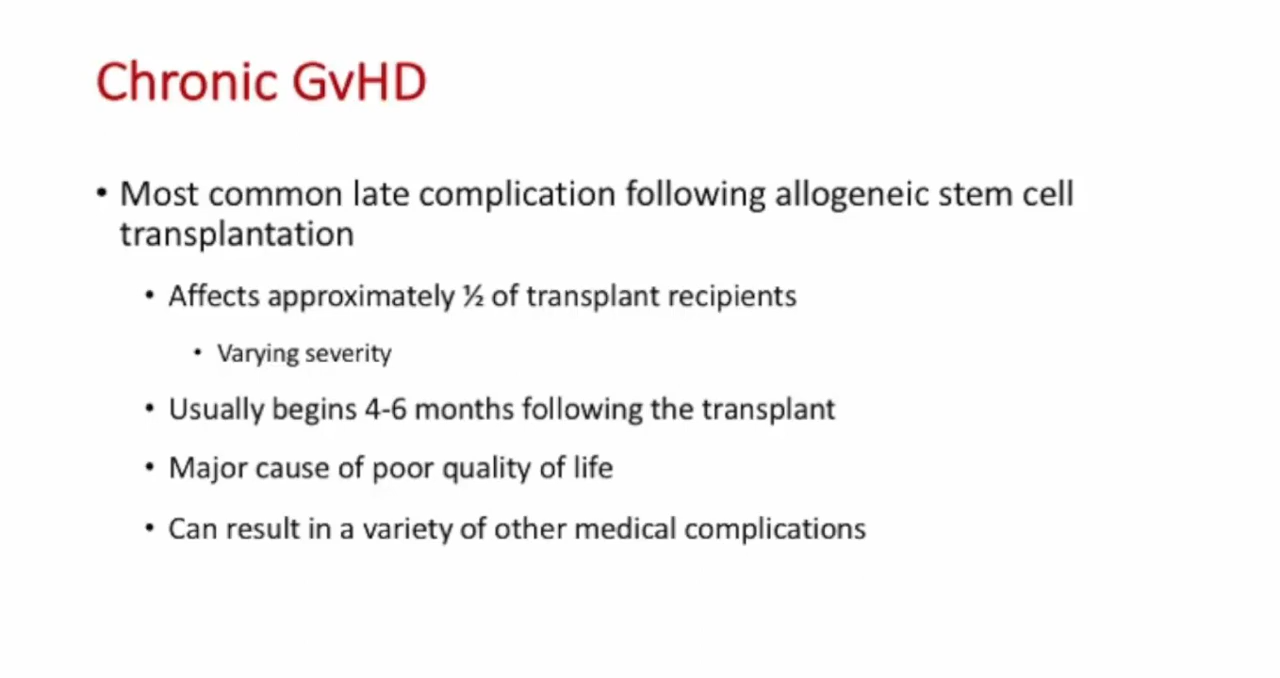 Chronic GvHD
• Most common late complication following allogeneic stem cell
transplantation
• Affects approximately ½ of transplant recipients
• Varying severity
• Usually begins 4-6 months following the transplant
• Major cause of poor quality of life
• Can result in a variety of other medical complications